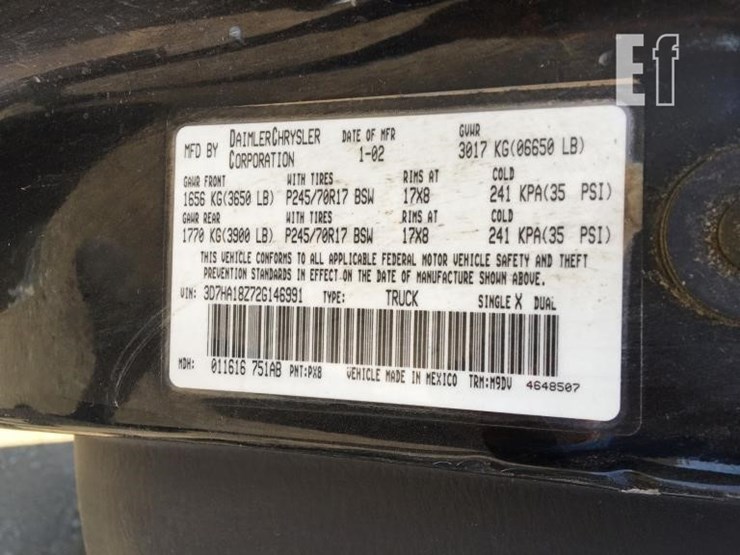 Ef
MFD BY DAIMLERCHRYSLER CORPORATION DATE OF MFR 1-02 GVWR 3017 KG(06650 LB)
GAWR FRONT WITH TIRES RIMS AT COLD
1656 KG(3650 LB) P245/70R17 BSW 17X8 241 KPA(35 PSI)
GAWR REAR WITH TIRES RIMS AT COLD
1770 KG(3900 LB) P245/70R17 BSW 17X8 241 KPA(35 PSI)
THIS VEHICLE CONFORMS TO ALL APPLICABLE FEDERAL MOTOR VEHICLE SAFETY AND THEFT
PREVENTION STANDARDS IN EFFECT ON THE DATE OF MANUFACTURE SHOWN ABOVE.
VIN: 3D7HA18Z72G146991 TYPE: TRUCK SINGLE X DUAL
MDH: 011616 751AB PNT:PX8 VEHICLE MADE IN MEXICO TRM:M9DV 4648507